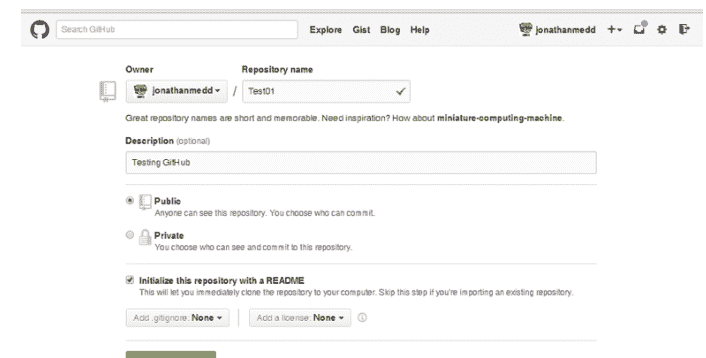 Search GitHub
Explore Gist Blog Help
jonathanmedd
Owner Repository name
jonathanmedd / Test01
Great repository names are short and memorable. Need inspiration? How about miniature-computing-machine.
Description (optional)
Testing GitHub
Public
Anyone can see this repository. You choose who can commit.
Private
You choose who can see and commit to this repository.
Initialize this repository with a README
This will let you immediately clone the repository to your computer. Skip this step if you're importing an existing repository.
Add .gitignore: None Add a license: None